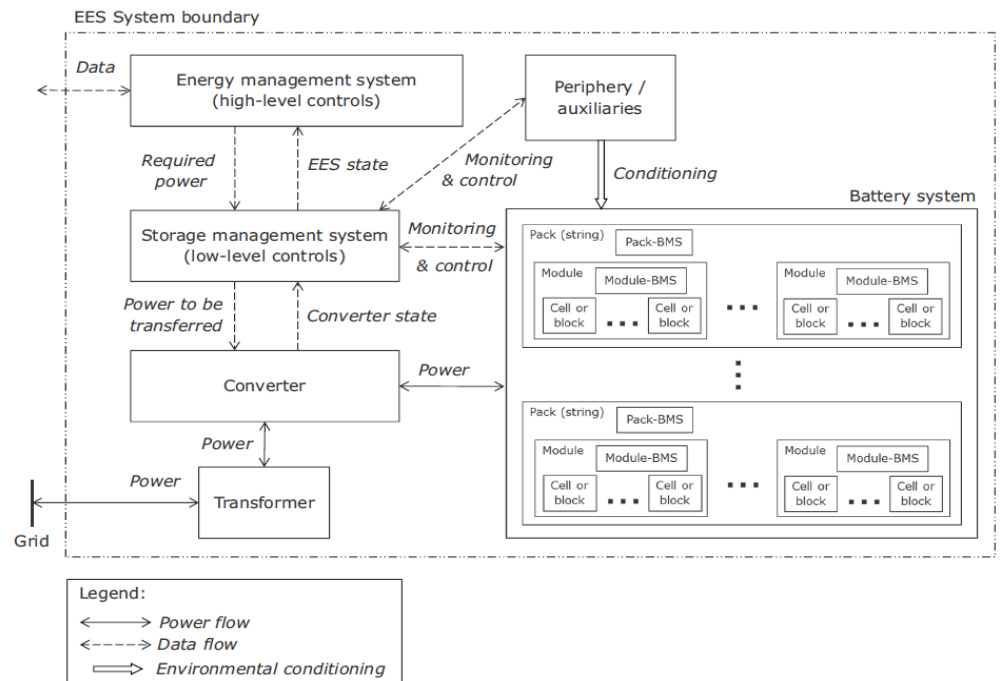 EES System boundary
Data
Energy management system
(high-level controls)
Periphery /
auxiliaries
Required
power
EES state
Monitoring
& control
Conditioning
Battery system
Storage management system
(low-level controls)
Monitoring
& control
Pack (string)
Pack-BMS
Module
Module-BMS
Cell or
block
...
Cell or
block
...
Module
Module-BMS
Cell or
block
...
Cell or
block
Power to be
transferred
Converter state
Converter
Power
Pack (string)
Pack-BMS
Module
Module-BMS
Cell or
block
...
Cell or
block
...
Module
Module-BMS
Cell or
block
...
Cell or
block
Power
Transformer
Power
Grid
Legend:
Power flow
Data flow
Environmental conditioning